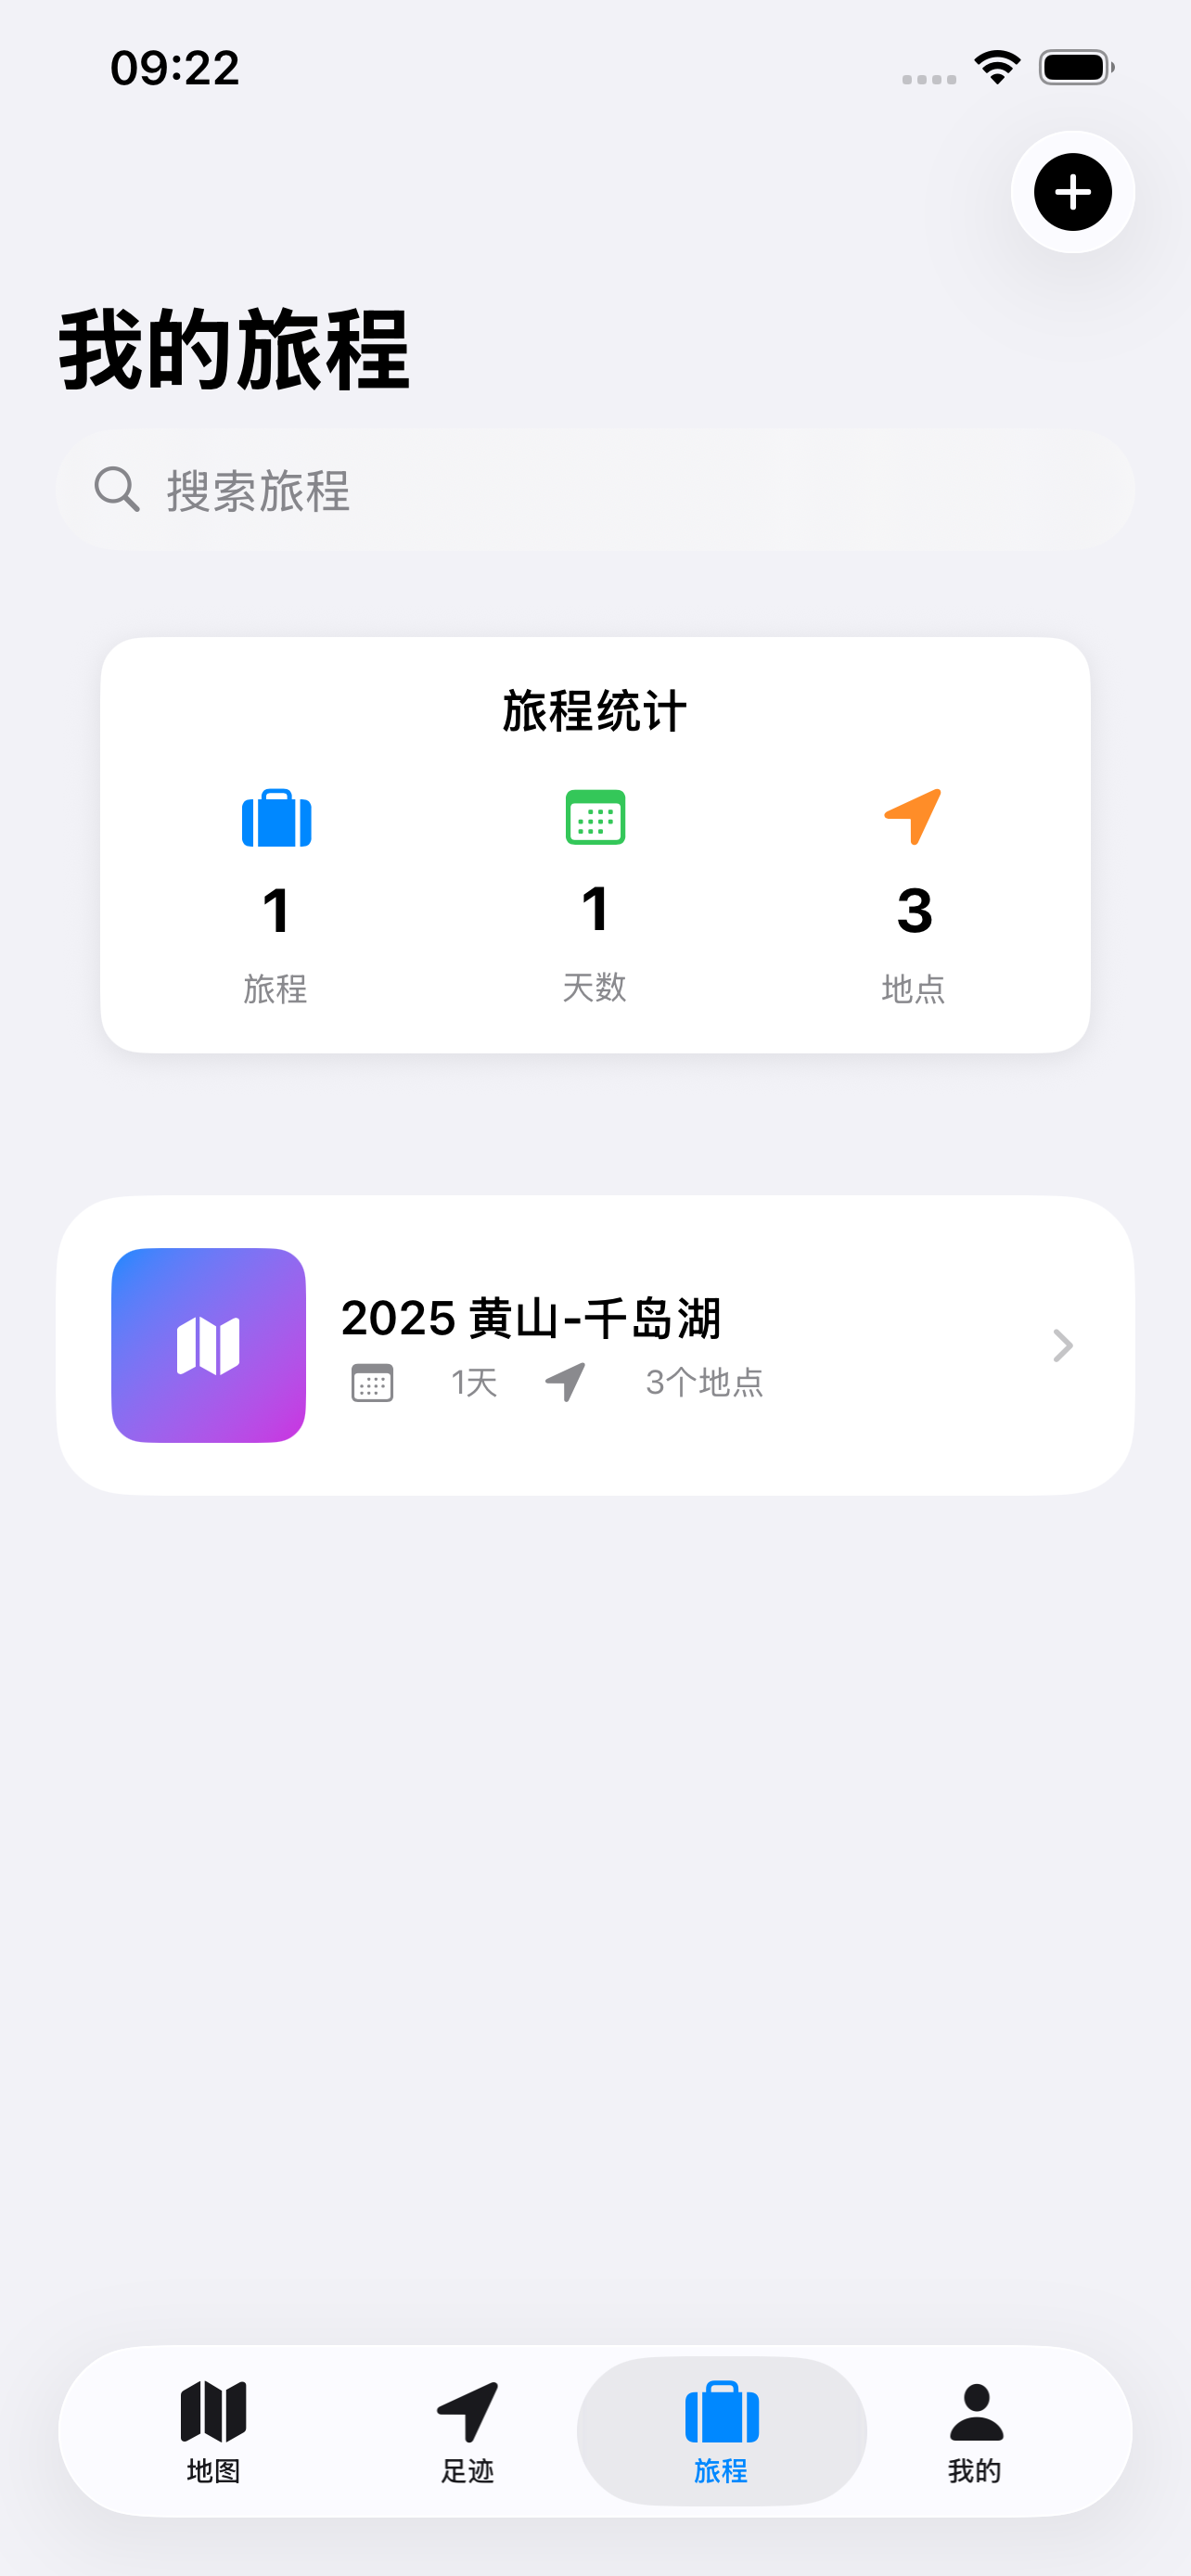 09:22
我的旅程
搜索旅程
旅程统计
1 1 3
旅程 天数 地点
2025 黄山-千岛湖
1天 3个地点
地图 足迹 旅程 我的